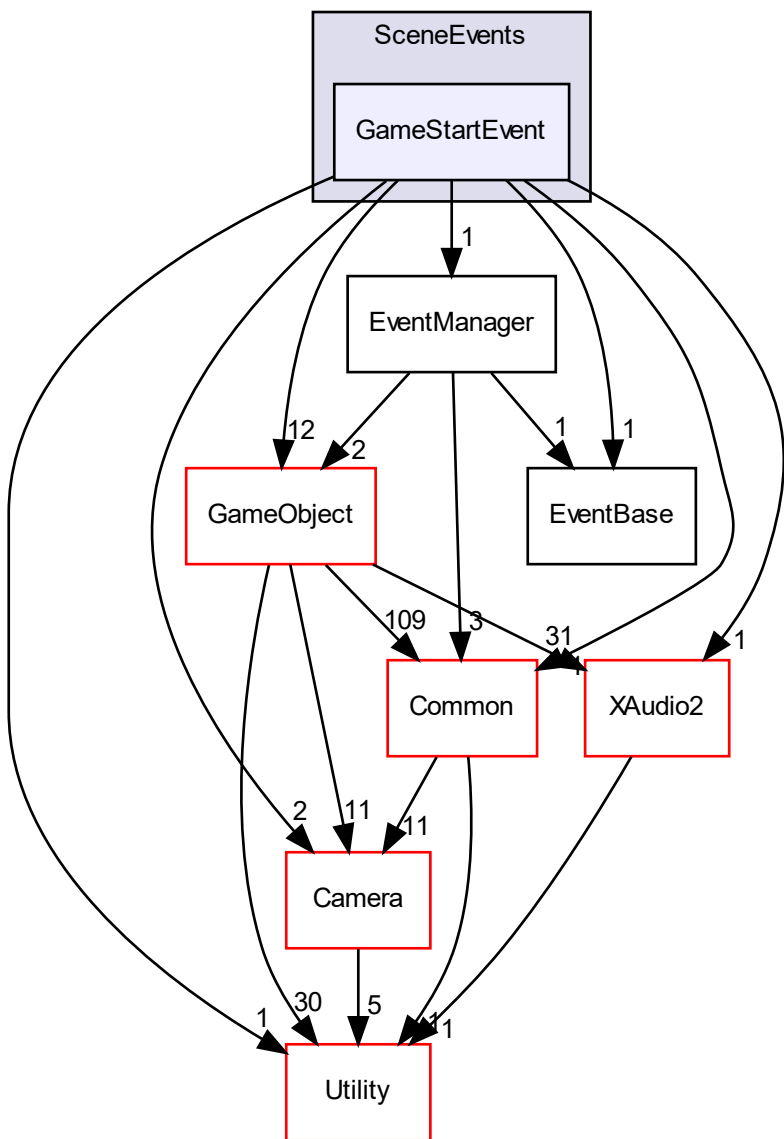 SceneEvents
GameStartEvent
1
EventManager
12
2
1
1
GameObject
EventBase
109
3
31
1
Common
XAudio2
2
11
11
Camera
1
30
5
1
1
Utility